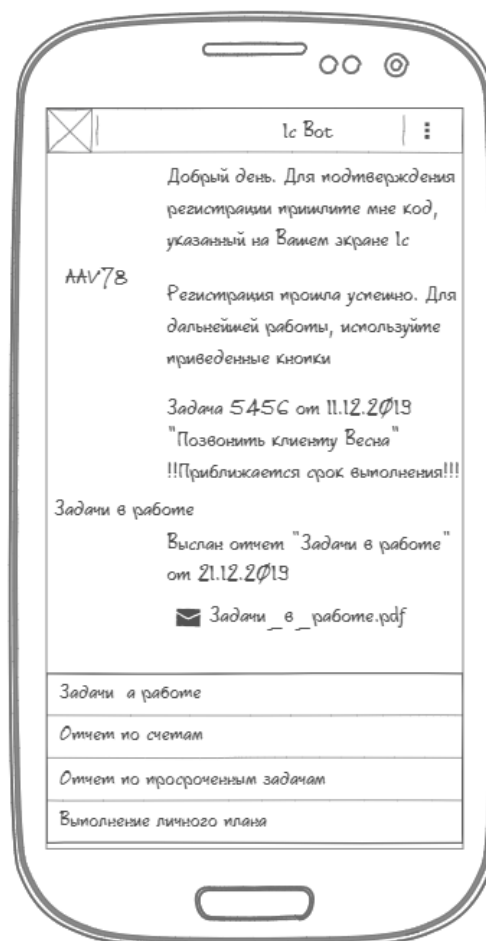 1c Bot
Добрый день. Для подтверждения
регистрации пришлите мне код,
указанный на Вашем экране 1с
AAV78
Регистрация прошла успешно. Для
дальнейшей работы, используйте
приведенные кнопки
Задача 5456 от 11.12.2019
"Позвонить клиенту Весна"
!!Приближается срок выполнения!!!
Задачи в работе
Выслан отчет "Задачи в работе"
от 21.12.2019
Задачи_в_работе.pdf
Задачи а работе
Отчет по счетам
Отчет по просроченным задачам
Выполнение личного плана